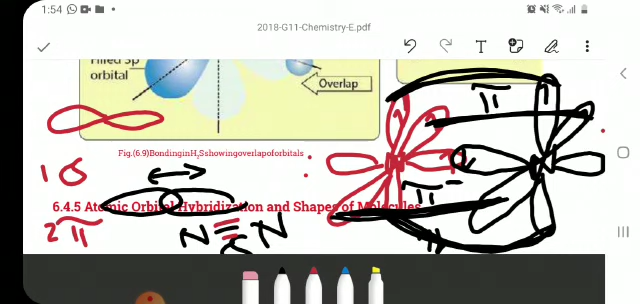 1:54
2018-G11-Chemistry-E.pdf
T
Filled 3p
orbital
Overlap
Fig.(6.9)BondinginH₂Sshowingoverlapoforbitals
6.4.5 Atomic Orbital Hybridization and Shapes of Molecules
1σ
2π
N≡N
σ
π
π
π